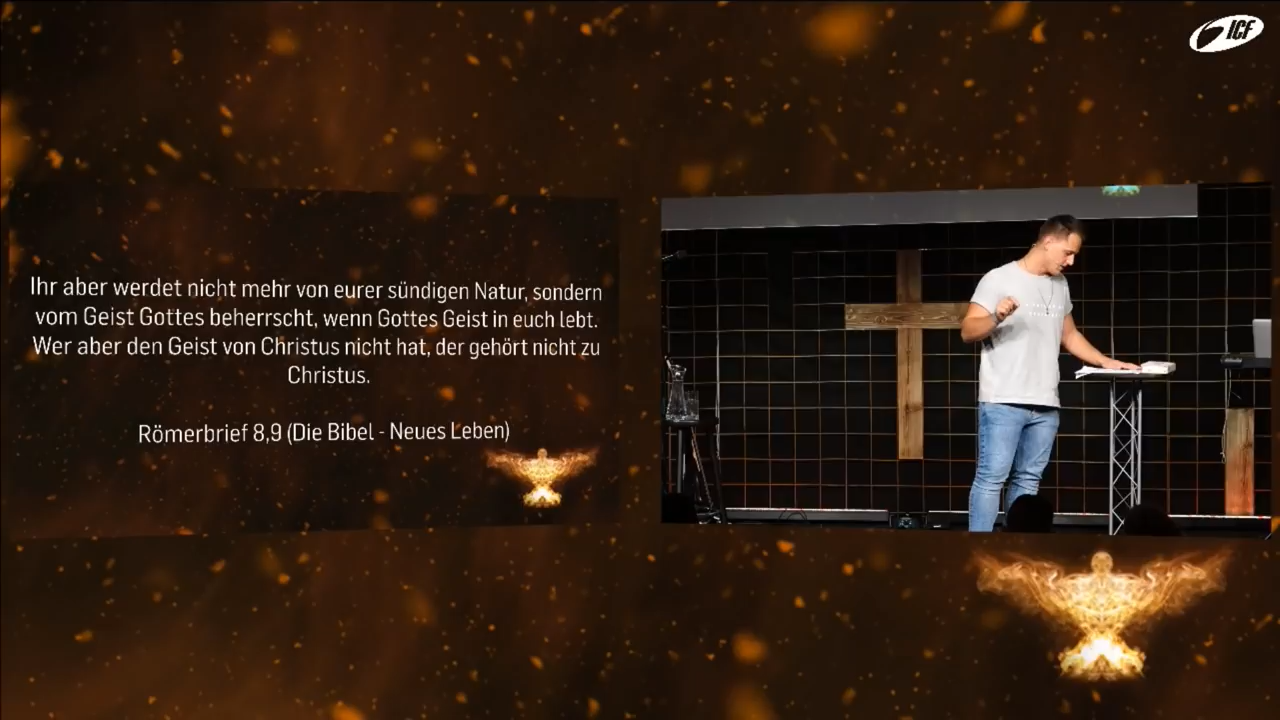 ICF
Ihr aber werdet nicht mehr von eurer sündigen Natur, sondern
vom Geist Gottes beherrscht, wenn Gottes Geist in euch lebt.
Wer aber den Geist von Christus nicht hat, der gehört nicht zu
Christus.
Römerbrief 8,9 (Die Bibel - Neues Leben)